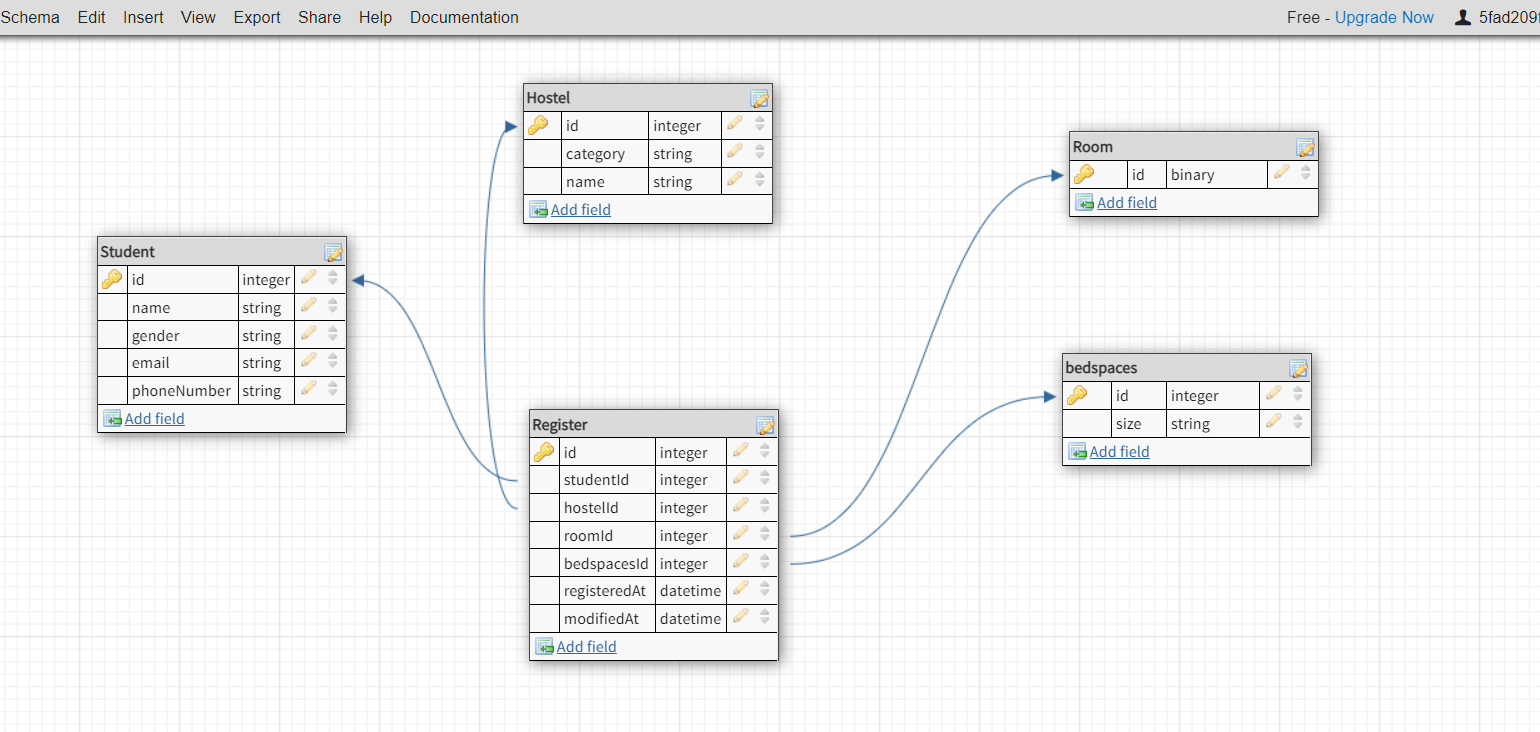 Schema Edit Insert View Export Share Help Documentation Free - Upgrade Now 5fad209f
Hostel
id integer
category string
name string
Add field
Room
id binary
Add field
Student
id integer
name string
gender string
email string
phoneNumber string
Add field
bedspaces
id integer
size string
Add field
Register
id integer
studentId integer
hostelId integer
roomId integer
bedspacesId integer
registeredAt datetime
modifiedAt datetime
Add field